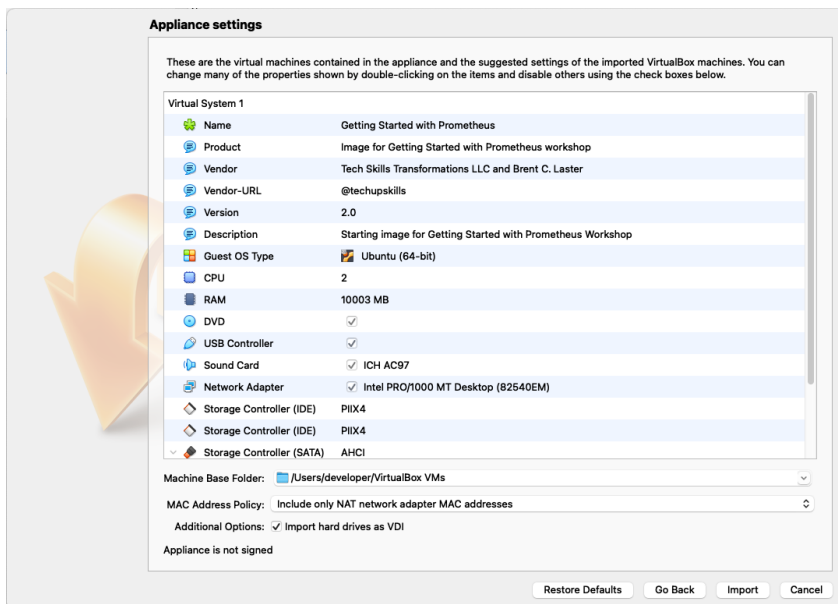 Appliance settings
These are the virtual machines contained in the appliance and the suggested settings of the imported VirtualBox machines. You can
change many of the properties shown by double-clicking on the items and disable others using the check boxes below.
Virtual System 1
Name Getting Started with Prometheus
Product Image for Getting Started with Prometheus workshop
Vendor Tech Skills Transformations LLC and Brent C. Laster
Vendor-URL @techupskills
Version 2.0
Description Starting image for Getting Started with Prometheus Workshop
Guest OS Type Ubuntu (64-bit)
CPU 2
RAM 10003 MB
DVD
USB Controller
Sound Card ICH AC97
Network Adapter Intel PRO/1000 MT Desktop (82540EM)
Storage Controller (IDE) PIIX4
Storage Controller (IDE) PIIX4
Storage Controller (SATA) AHCI
Machine Base Folder: /Users/developer/VirtualBox VMs
MAC Address Policy: Include only NAT network adapter MAC addresses
Additional Options: Import hard drives as VDI
Appliance is not signed
Restore Defaults Go Back Import Cancel